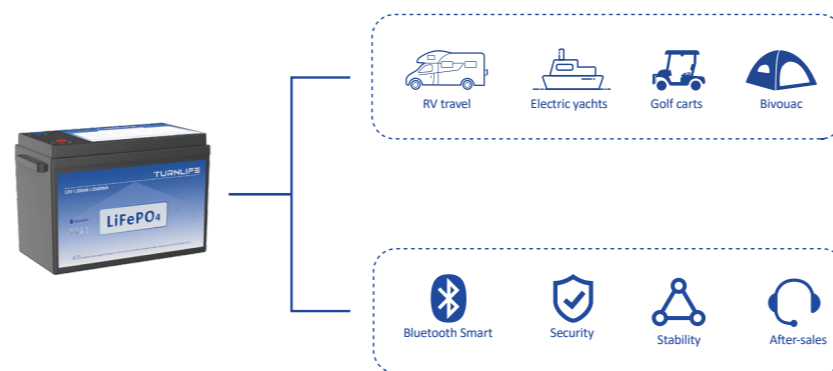 RV travel
Electric yachts
Golf carts
Bivouac
TURNLIFE
LiFePO4
Bluetooth Smart
Security
Stability
After-sales